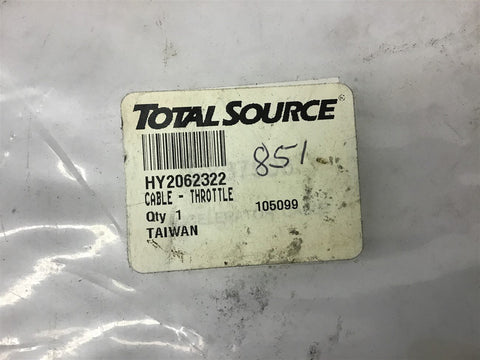 TOTAL SOURCE®
851
HY2062322
CABLE - THROTTLE
Qty 1 105099
TAIWAN